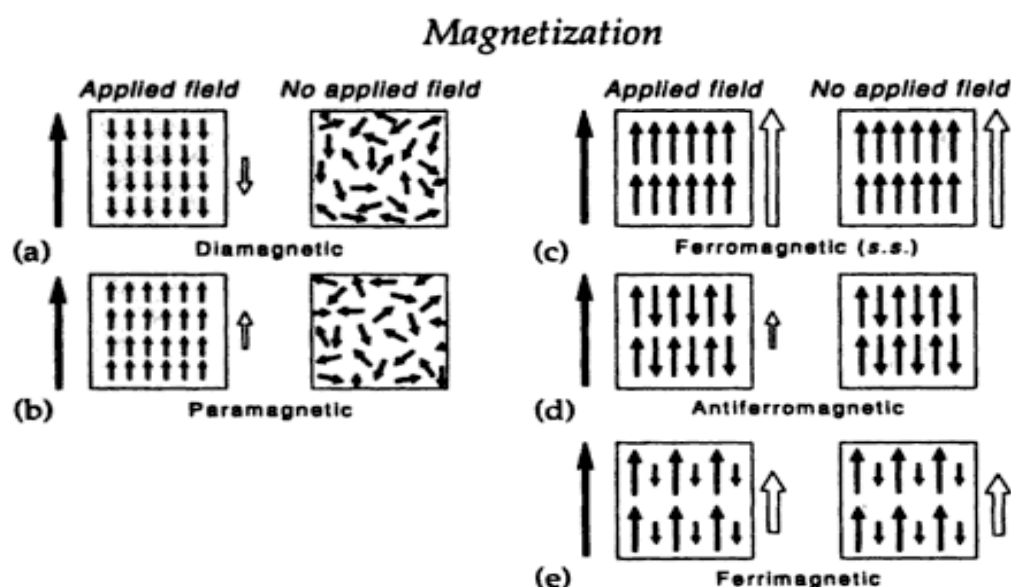 Magnetization
Applied field No applied field
(a)
Diamagnetic
(b)
Paramagnetic
Applied field No applied field
(c)
Ferromagnetic (s.s.)
(d)
Antiferromagnetic
(e)
Ferrimagnetic